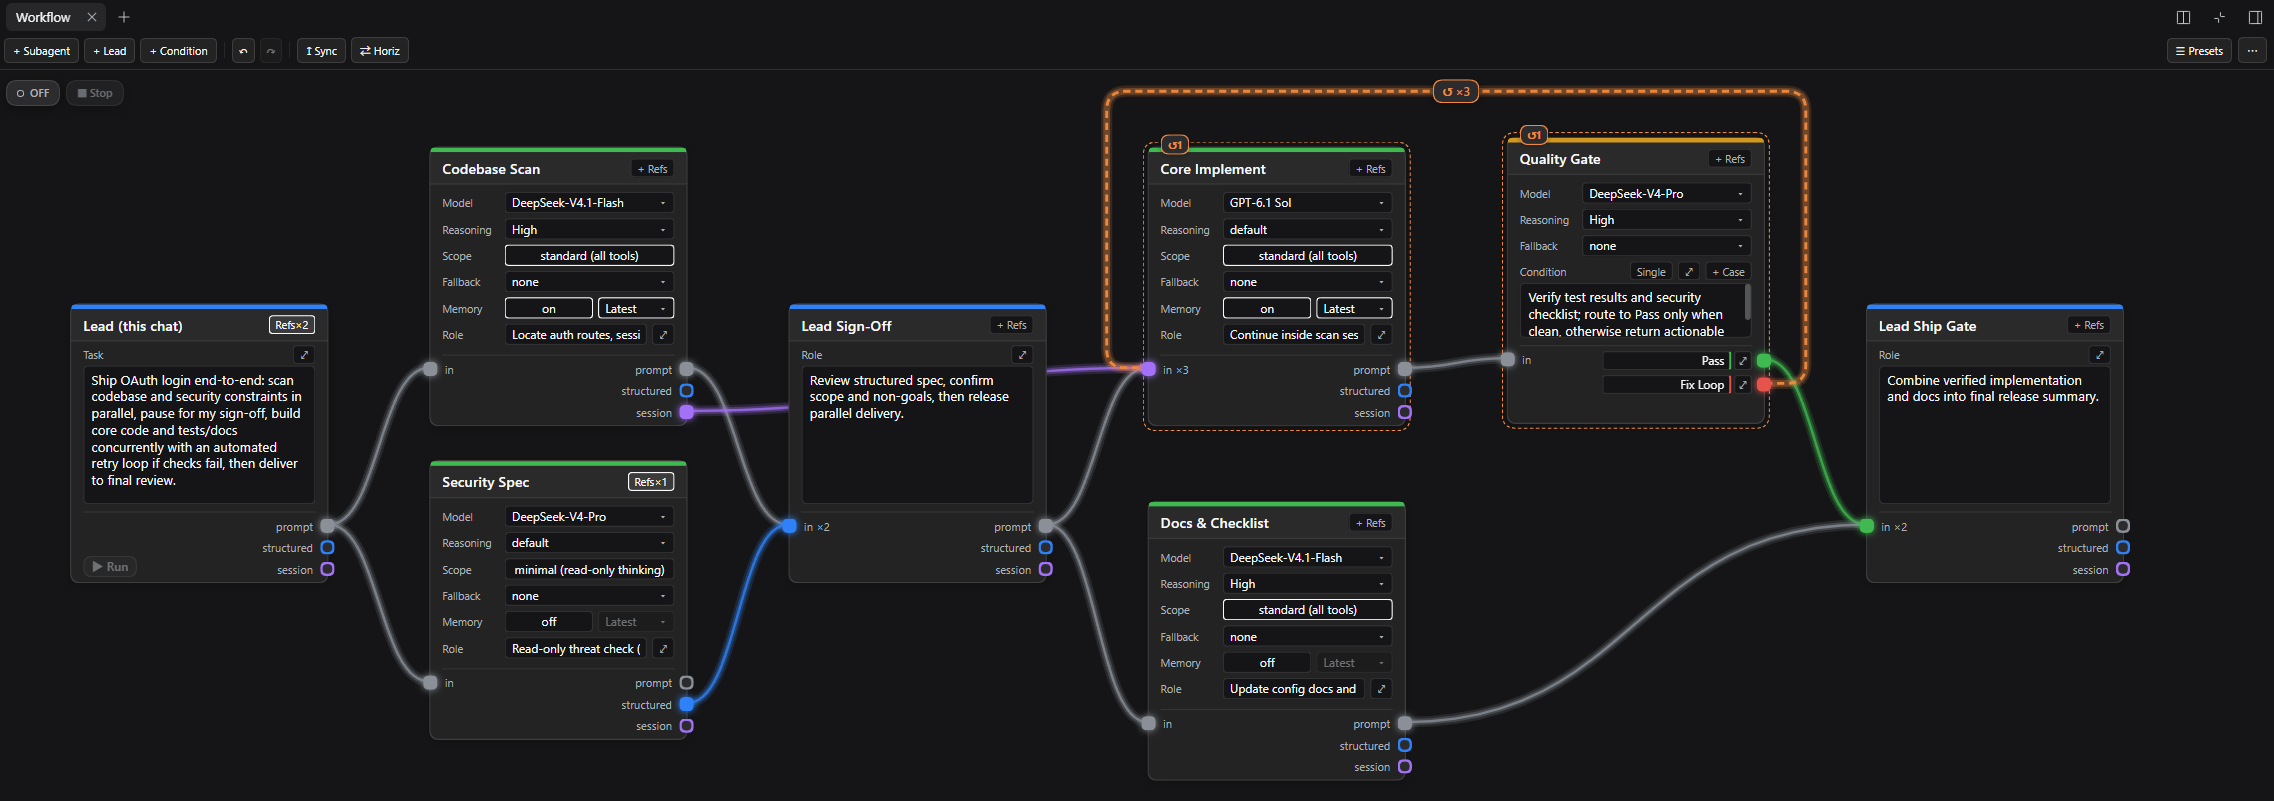 Workflow
+ Subagent
+ Lead
+ Condition
Sync
Horiz
Presets
OFF
Stop
×3
Lead (this chat)
Refs×2
Task
Ship OAuth login end-to-end: scan
codebase and security constraints in
parallel, pause for my sign-off, build
core code and tests/docs
concurrently with an automated
retry loop if checks fail, then deliver
to final review.
prompt
structured
session
Run
Codebase Scan
+ Refs
Model
DeepSeek-V4.1-Flash
Reasoning
High
Scope
standard (all tools)
Fallback
none
Memory
on
Latest
Role
Locate auth routes, sessi
in
prompt
structured
session
Security Spec
Refs×1
Model
DeepSeek-V4-Pro
Reasoning
default
Scope
minimal (read-only thinking)
Fallback
none
Memory
off
Latest
Role
Read-only threat check (
in
prompt
structured
session
Lead Sign-Off
+ Refs
Role
Review structured spec, confirm
scope and non-goals, then release
parallel delivery.
in ×2
prompt
structured
session
1
Core Implement
+ Refs
Model
GPT-6.1 Sol
Reasoning
default
Scope
standard (all tools)
Fallback
none
Memory
on
Latest
Role
Continue inside scan ses
in ×3
prompt
structured
session
Docs & Checklist
+ Refs
Model
DeepSeek-V4.1-Flash
Reasoning
High
Scope
standard (all tools)
Fallback
none
Memory
off
Latest
Role
Update config docs and
in
prompt
structured
session
1
Quality Gate
+ Refs
Model
DeepSeek-V4-Pro
Reasoning
High
Fallback
none
Condition
Single
+ Case
Verify test results and security
checklist; route to Pass only when
clean, otherwise return actionable
in
Pass
Fix Loop
Lead Ship Gate
+ Refs
Role
Combine verified implementation
and docs into final release summary.
in ×2
prompt
structured
session